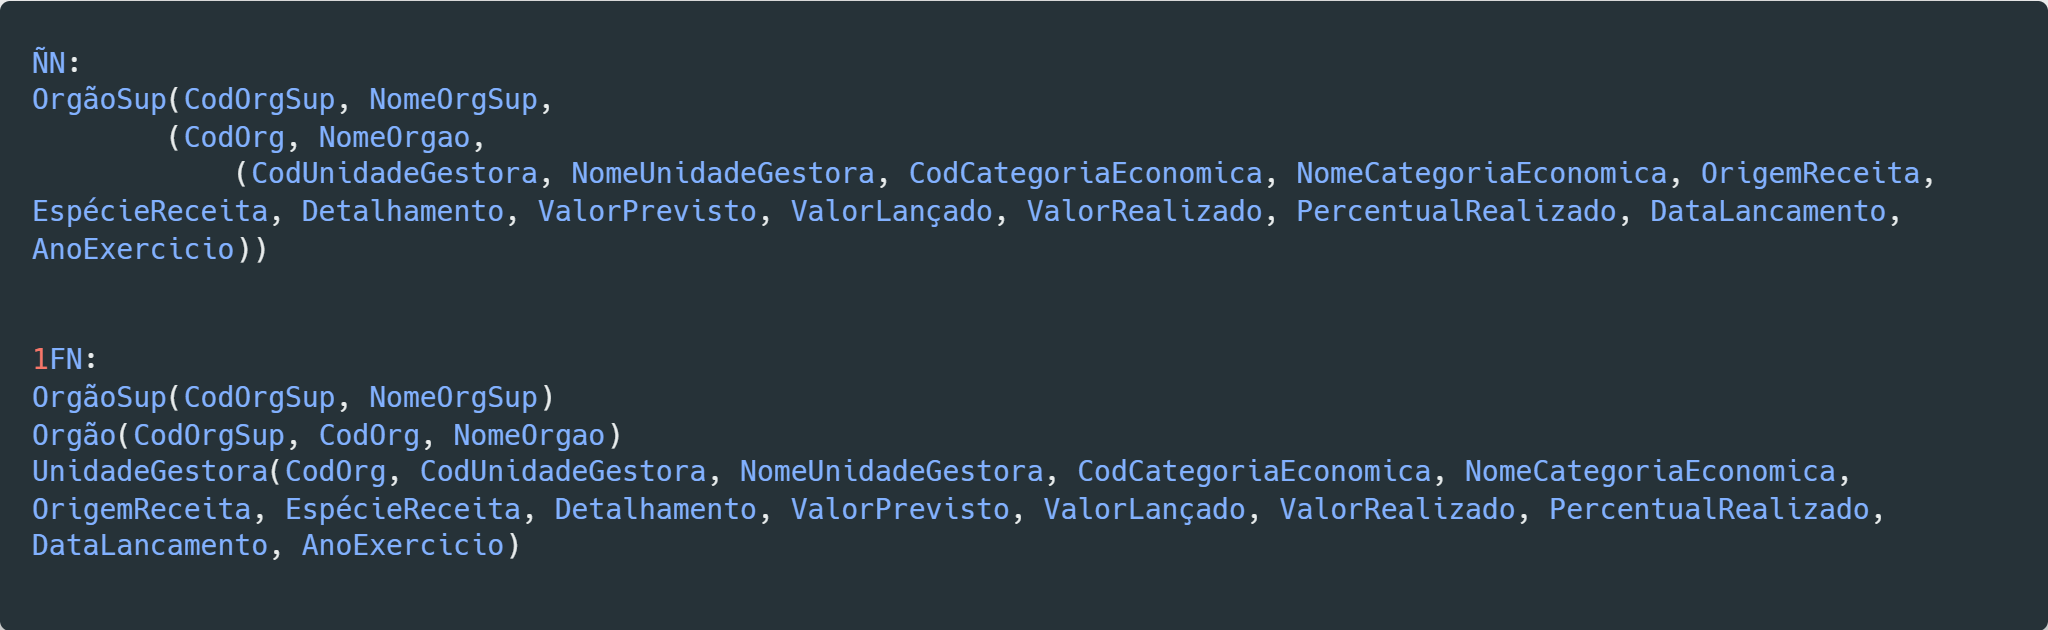 ÑN:
OrgãoSup(CodOrgSup, NomeOrgSup,
(CodOrg, NomeOrgao,
(CodUnidadeGestora, NomeUnidadeGestora, CodCategoriaEconomica, NomeCategoriaEconomica, OrigemReceita,
EspécieReceita, Detalhamento, ValorPrevisto, ValorLançado, ValorRealizado, PercentualRealizado, DataLancamento,
AnoExercicio))
1FN:
OrgãoSup(CodOrgSup, NomeOrgSup)
Orgão(CodOrgSup, CodOrg, NomeOrgao)
UnidadeGestora(CodOrg, CodUnidadeGestora, NomeUnidadeGestora, CodCategoriaEconomica, NomeCategoriaEconomica,
OrigemReceita, EspécieReceita, Detalhamento, ValorPrevisto, ValorLançado, ValorRealizado, PercentualRealizado,
DataLancamento, AnoExercicio)